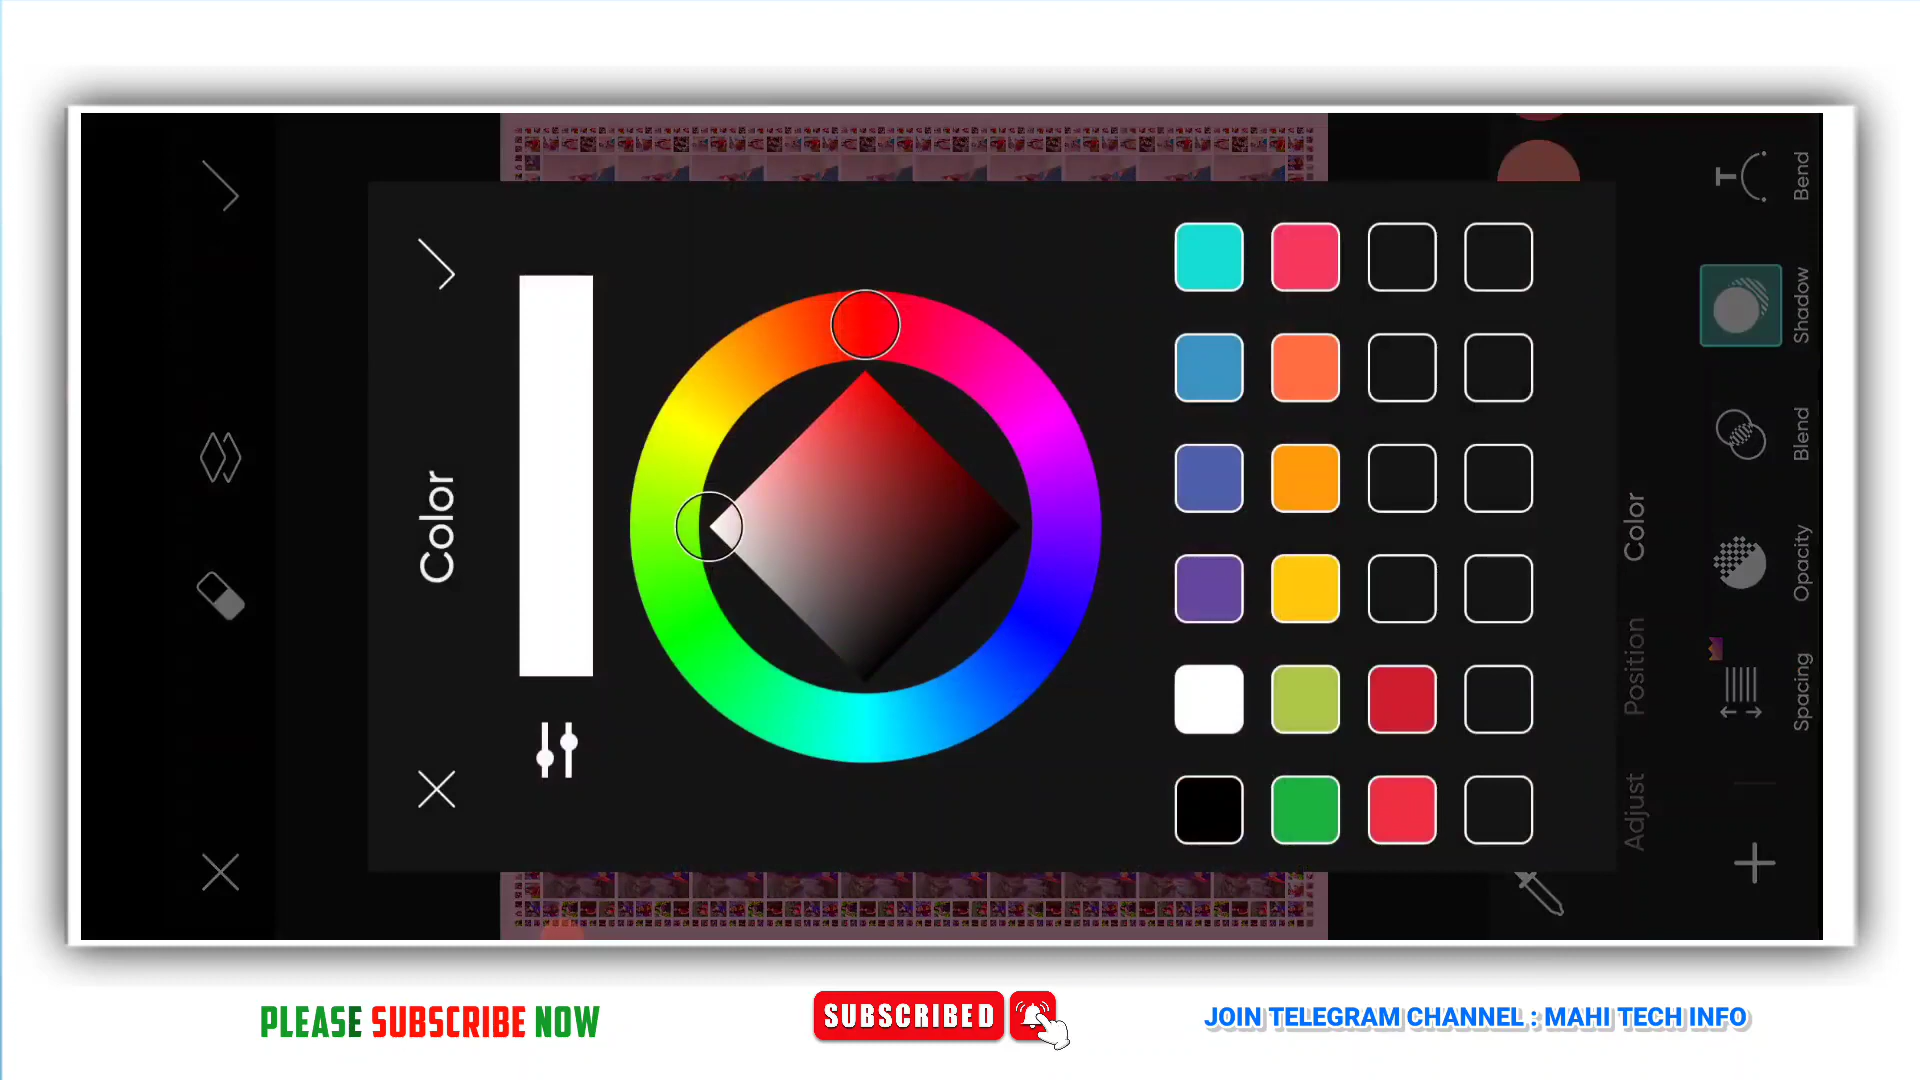 Color
Color
Position
Adjust
Bend
Shadow
Blend
Opacity
Spacing
PLEASE SUBSCRIBE NOW
SUBSCRIBED
JOIN TELEGRAM CHANNEL : MAHI TECH INFO